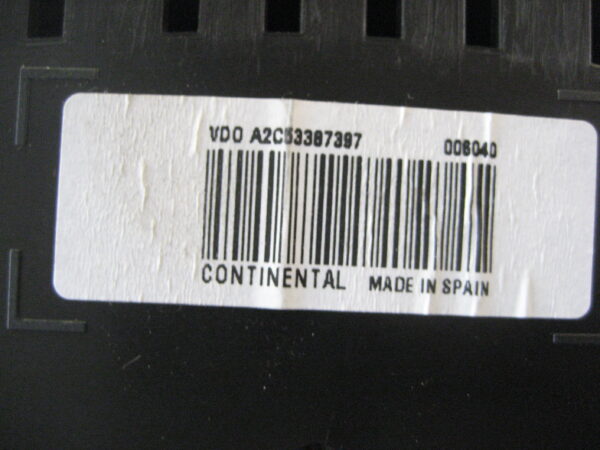 VDO A2C53387397 006040
CONTINENTAL MADE IN SPAIN